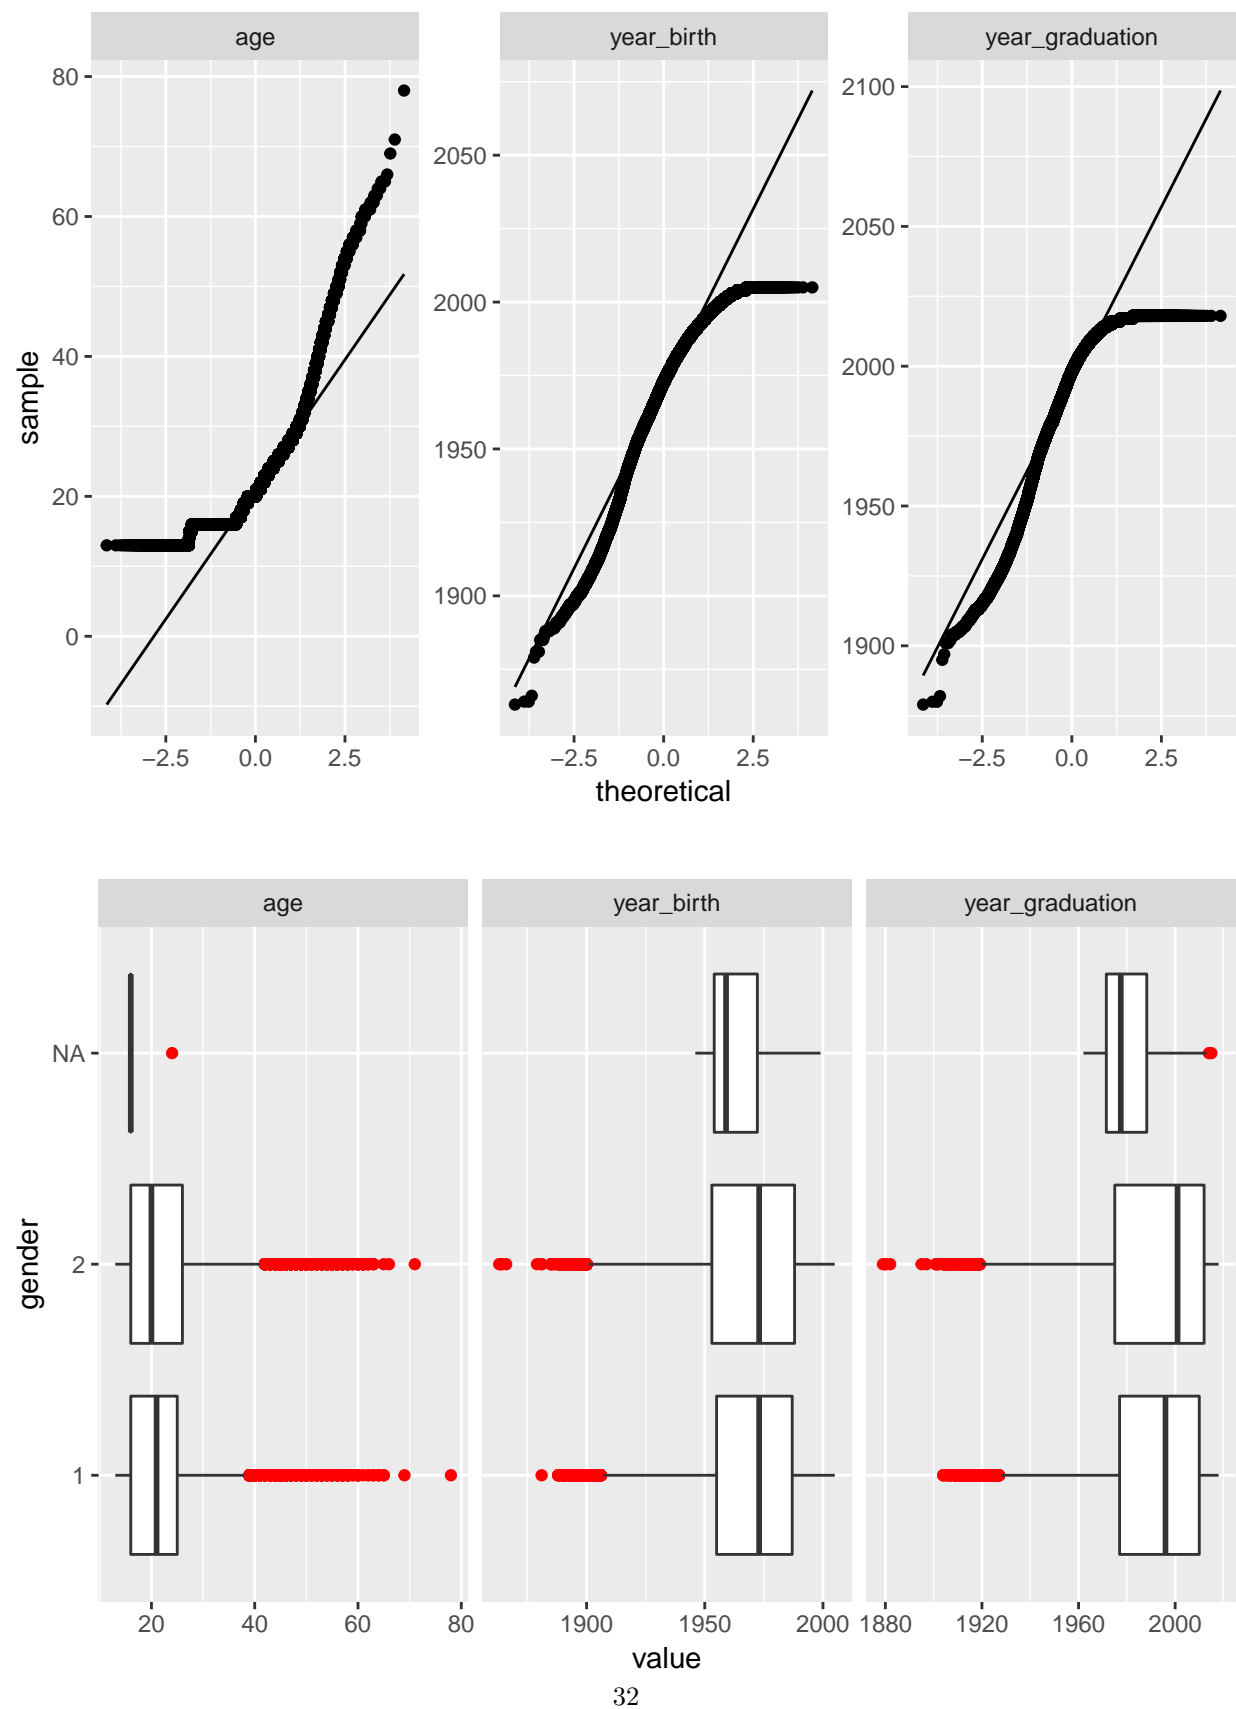 age year_birth year_graduation
80
60
40
20
0
2050
2000
1950
1900
2100
2050
2000
1950
1900
sample
−2.5 0.0 2.5 −2.5 0.0 2.5 −2.5 0.0 2.5
theoretical
age year_birth year_graduation
NA
2
1
gender
20 40 60 80 1900 1950 2000 1880 1920 1960 2000
value
32